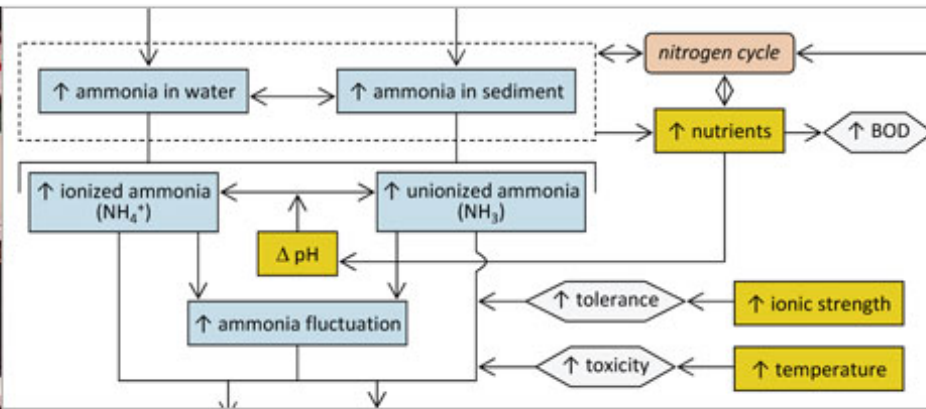 nitrogen cycle
↑ ammonia in water
↑ ammonia in sediment
↑ nutrients
↑ BOD
↑ ionized ammonia
(NH₄⁺)
↑ unionized ammonia
(NH₃)
Δ pH
↑ tolerance
↑ ionic strength
↑ ammonia fluctuation
↑ toxicity
↑ temperature